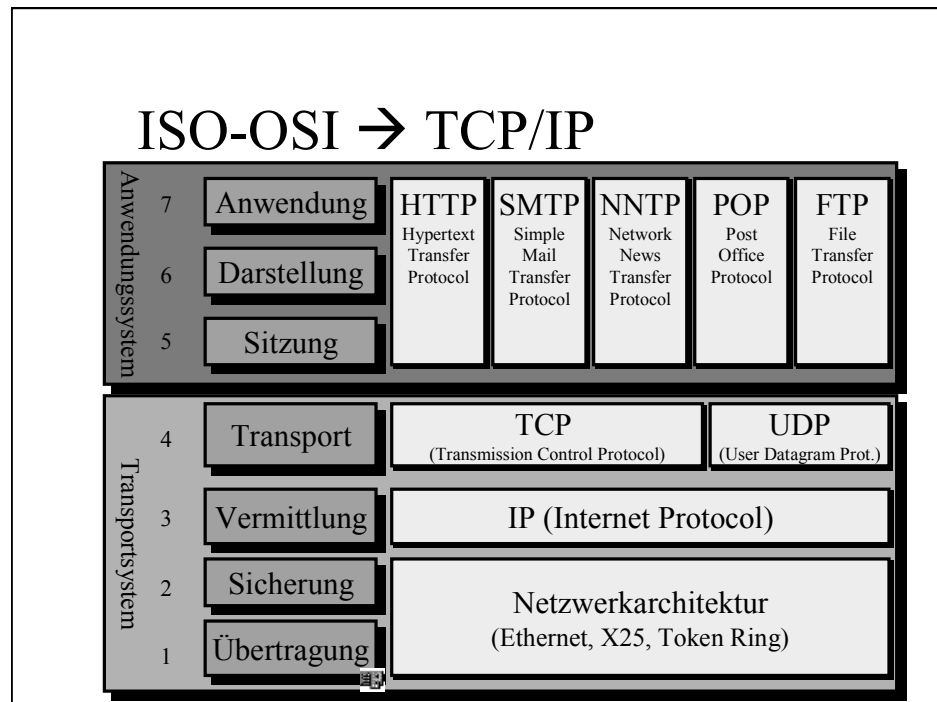 ISO-OSI → TCP/IP
Anwendungssystem
7
Anwendung
6
Darstellung
5
Sitzung
HTTP
Hypertext
Transfer
Protocol
SMTP
Simple
Mail
Transfer
Protocol
NNTP
Network
News
Transfer
Protocol
POP
Post
Office
Protocol
FTP
File
Transfer
Protocol
Transportsystem
4
Transport
TCP
(Transmission Control Protocol)
UDP
(User Datagram Prot.)
3
Vermittlung
IP (Internet Protocol)
2
Sicherung
1
Übertragung
Netzwerkarchitektur
(Ethernet, X25, Token Ring)